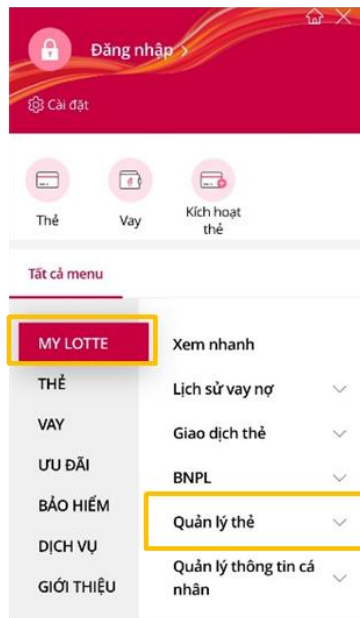 Đăng nhập >
Cài đặt
Thẻ
Vay
Kích hoạt
thẻ
Tất cả menu
MY LOTTE
THẺ
VAY
ƯU ĐÃI
BẢO HIỂM
DỊCH VỤ
GIỚI THIỆU
Xem nhanh
Lịch sử vay nợ
Giao dịch thẻ
BNPL
Quản lý thẻ
Quản lý thông tin cá
nhân